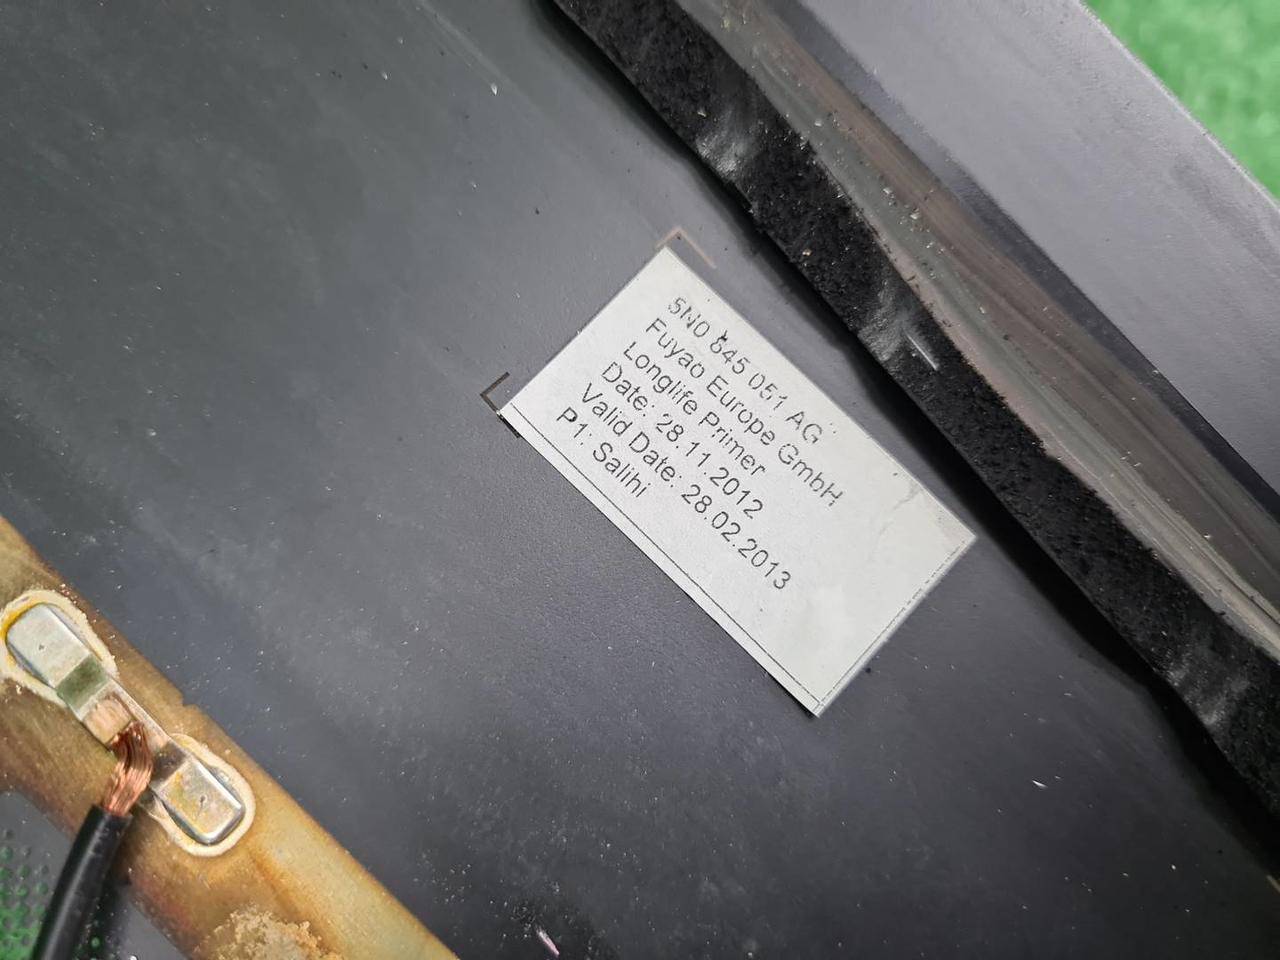 5N0 845 051 AG
Fuyao Europe GmbH
Longlife Primer
Date: 28.11.2012
Valid Date: 28.02.2013
P1: Salihi